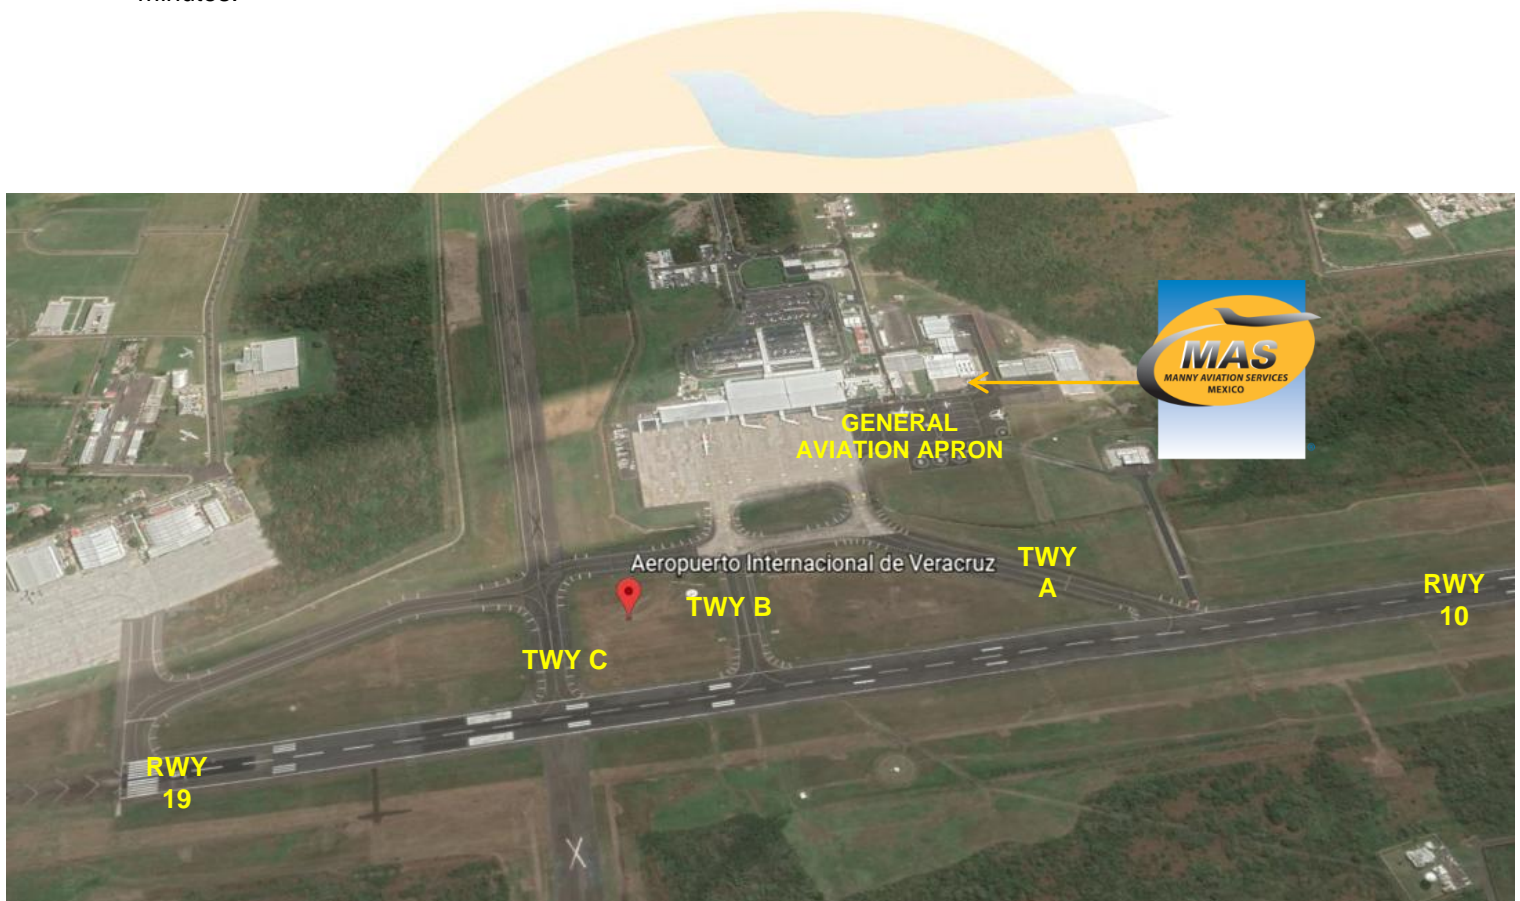 minutes.
MAS
MANNY AVIATION SERVICES
MEXICO
GENERAL
AVIATION APRON
Aeropuerto Internacional de Veracruz
TWY
A
RWY
10
TWY B
TWY C
RWY
19